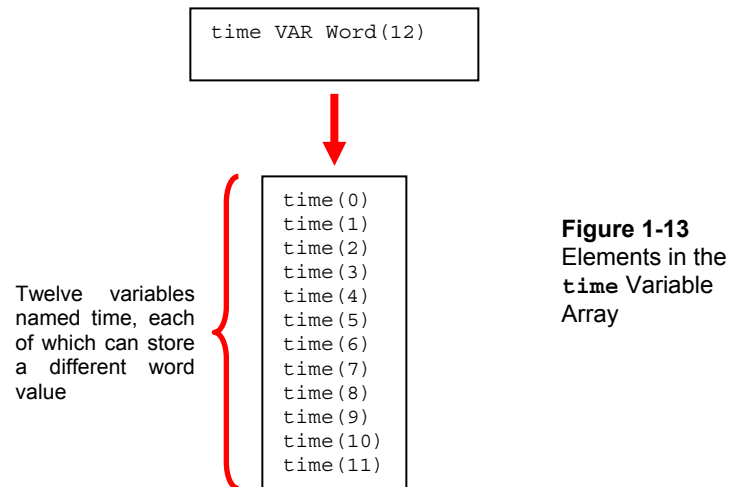 time VAR Word(12)
time(0)
time(1)
time(2)
time(3)
time(4)
time(5)
time(6)
time(7)
time(8)
time(9)
time(10)
time(11)
Twelve variables
named time, each
of which can store
a different word
value
Figure 1-13
Elements in the
time Variable
Array